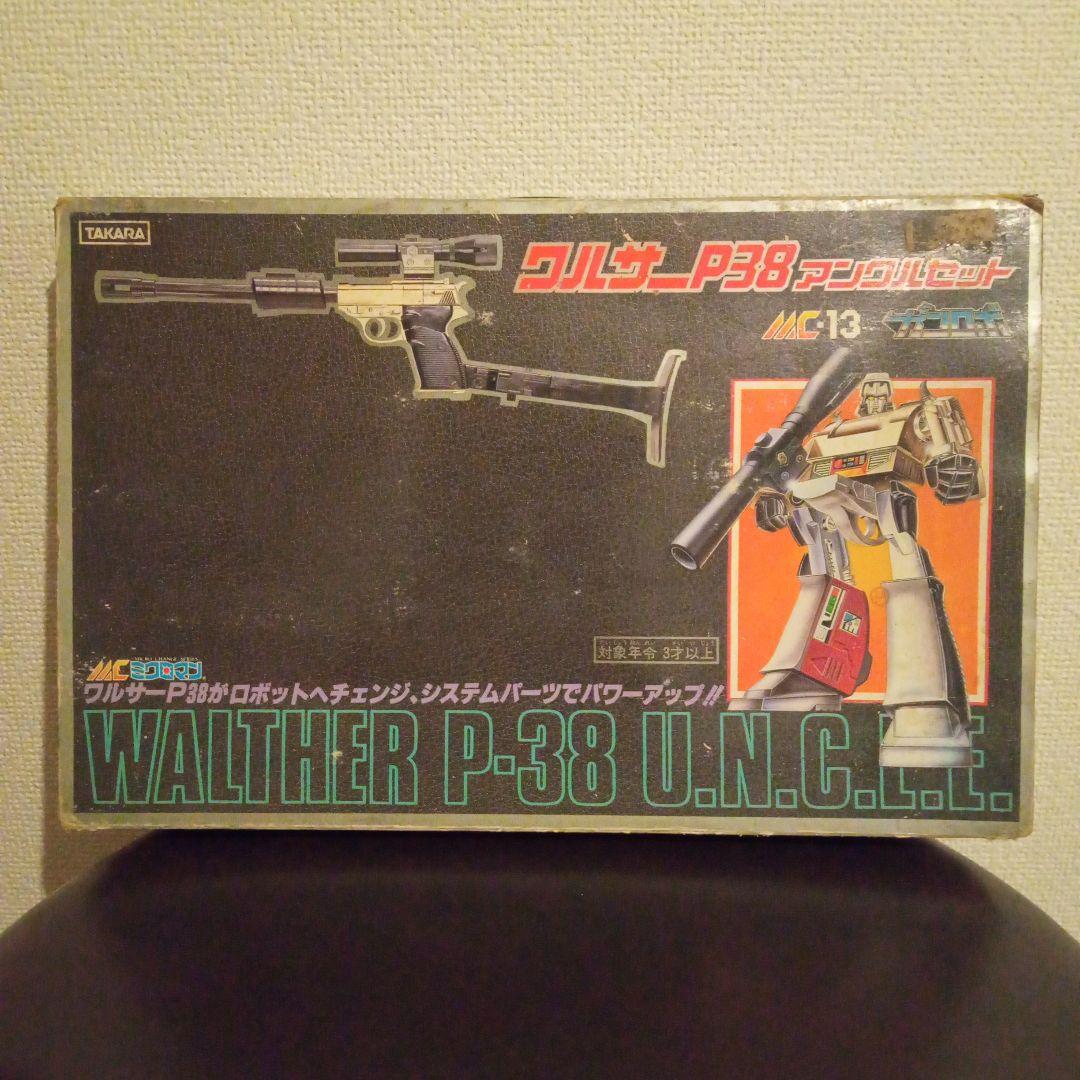 TAKARA
ワルサーP38 アンクルセット
MC-13 ガンロボ
対象年令 3才以上
MICRO CHANGE SERIES
MC ミクロマン
ワルサーP38がロボットへチェンジ、システムパーツでパワーアップ!!
WALTHER P-38 U.N.C.L.E.